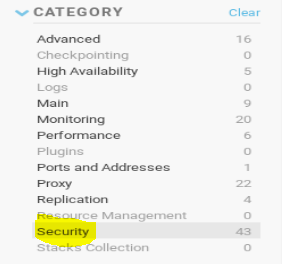 CATEGORY Clear
Advanced 16
Checkpointing 0
High Availability 5
Logs 0
Main 9
Monitoring 20
Performance 6
Plugins 0
Ports and Addresses 1
Proxy 22
Replication 4
Resource Management 0
Security 43
Stacks Collection 0